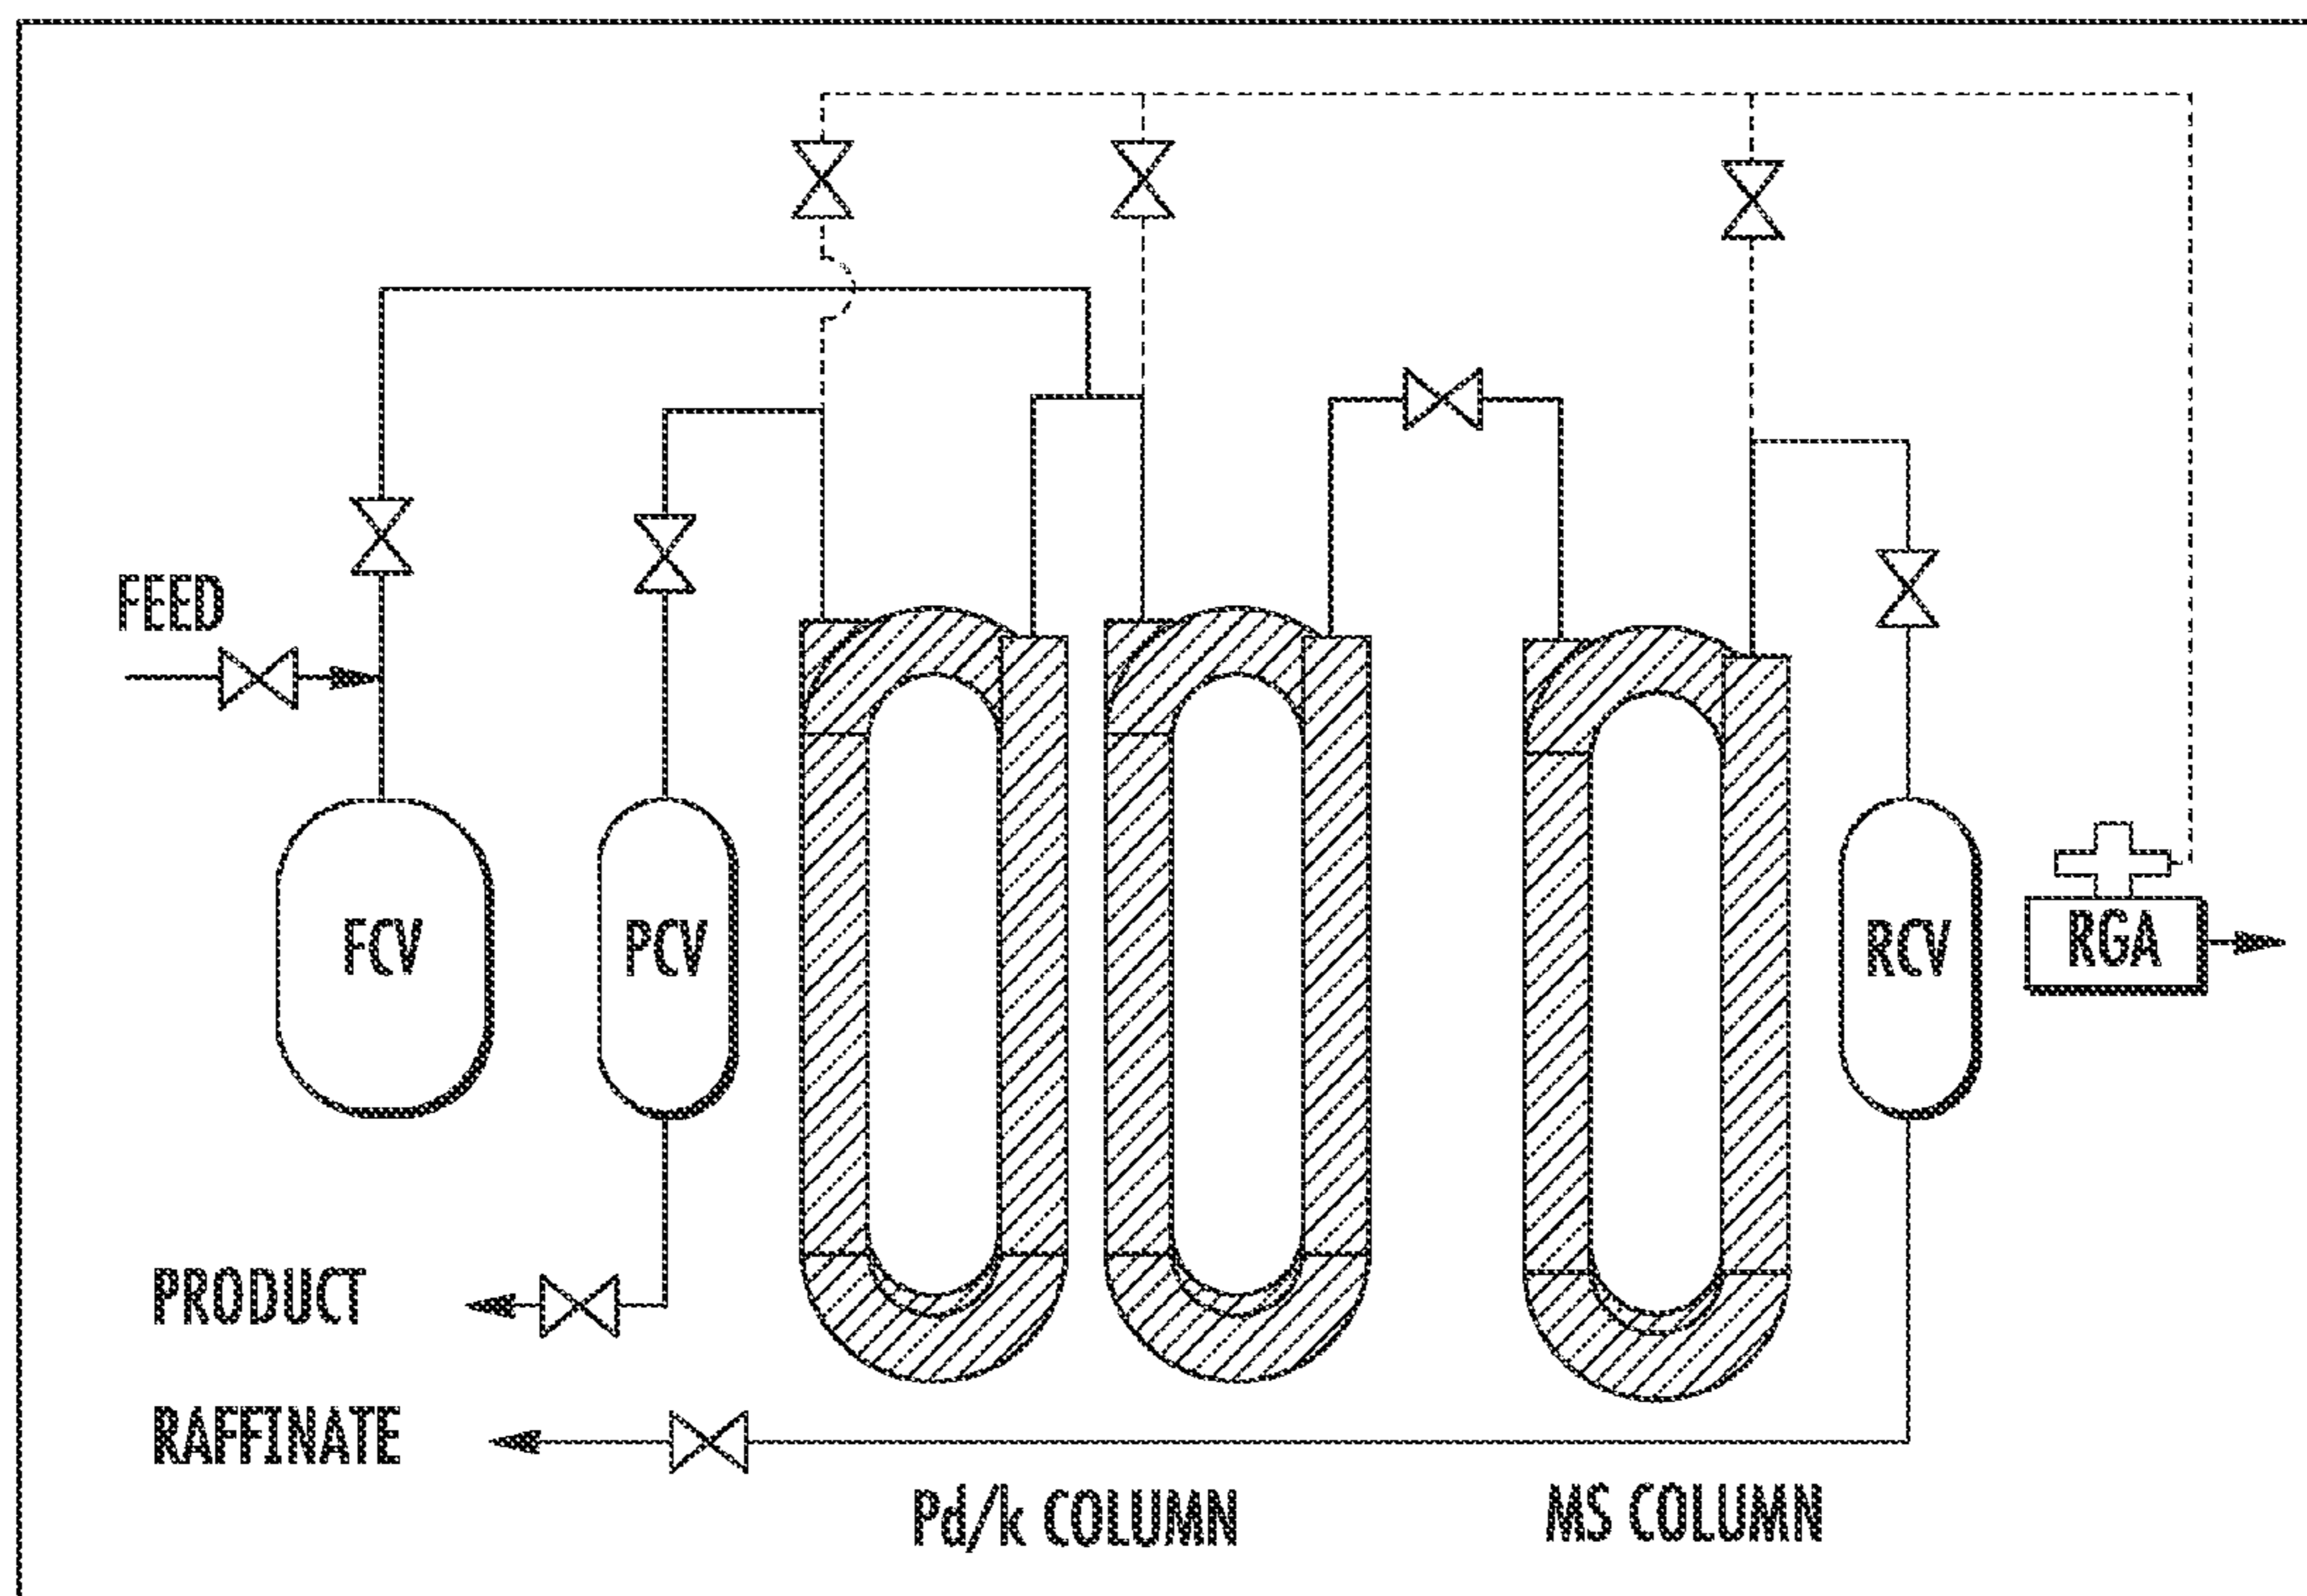 FEED
FCV
PCV
RCV
RGA
PRODUCT
RAFFINATE
Pd/k COLUMN
MS COLUMN